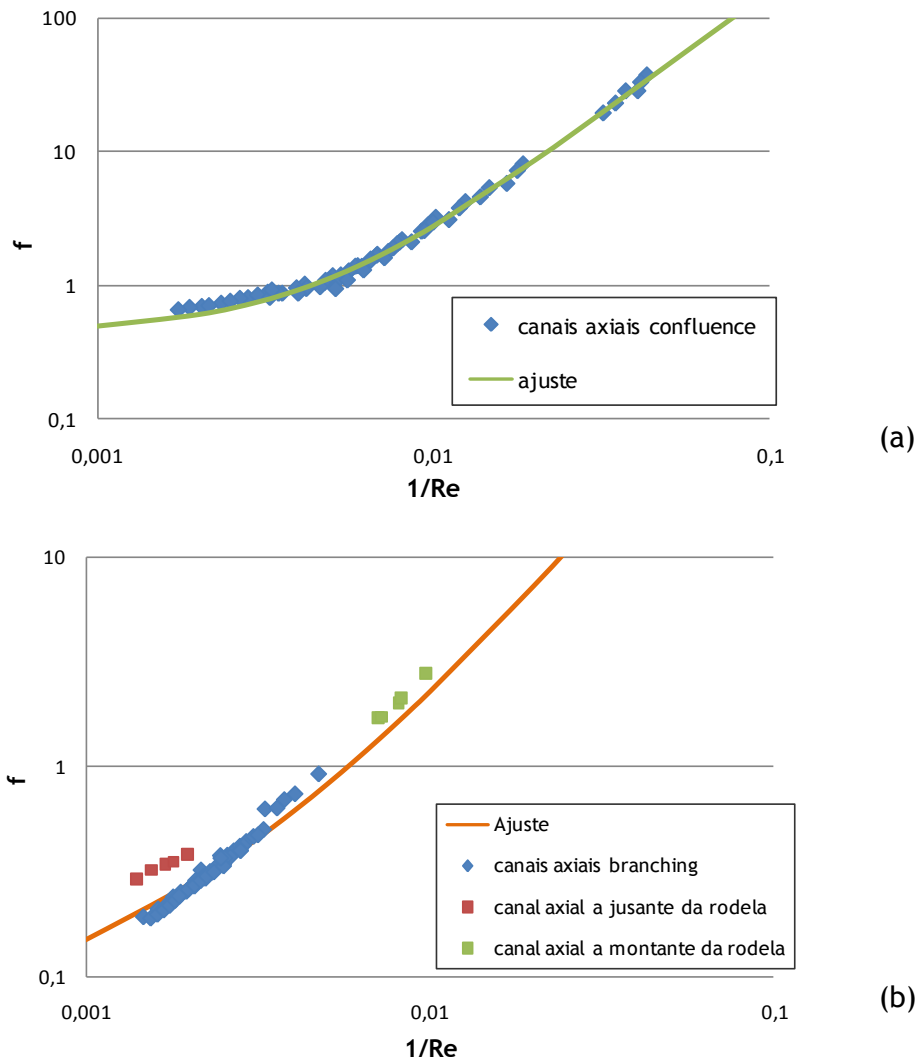 100
10
1
0,1
f
0,001
0,01
0,1
1/Re
canais axiais confluence
ajuste
(a)
10
1
0,1
f
0,001
0,01
0,1
1/Re
Ajuste
canais axiais branching
canal axial a jusante da rodela
canal axial a montante da rodela
(b)